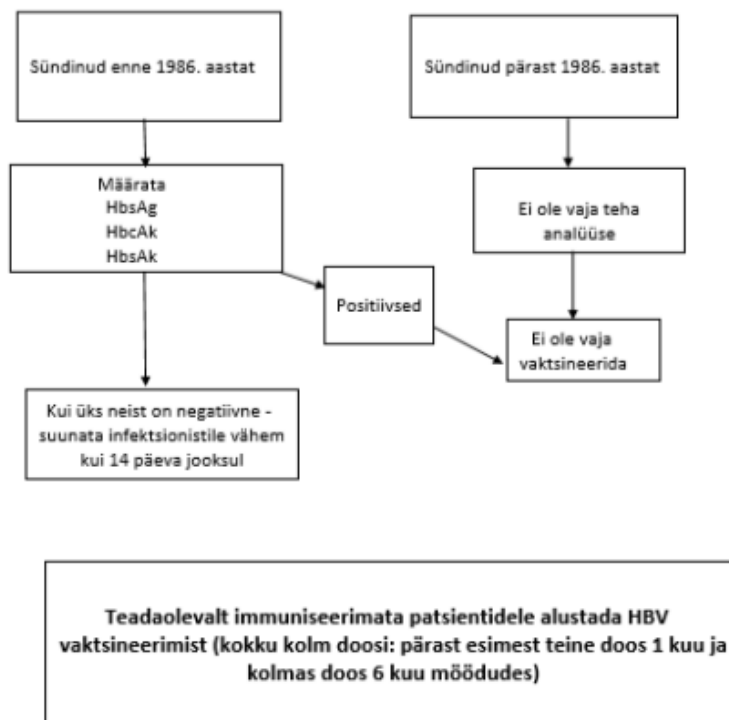 Sündinud enne 1986. aastat
Sündinud pärast 1986. aastat
Määrata
HbsAg
HbcAk
HbsAk
Ei ole vaja teha
analüüse
Positiivsed
Ei ole vaja
vaktsineerida
Kui üks neist on negatiivne -
suunata infektsionistile vähem
kui 14 päeva jooksul
Teadaolevalt immuniseerimata patsientidele alustada HBV
vaktsineerimist (kokku kolm doosi: pärast esimest teine doos 1 kuu ja
kolmas doos 6 kuu möödudes)